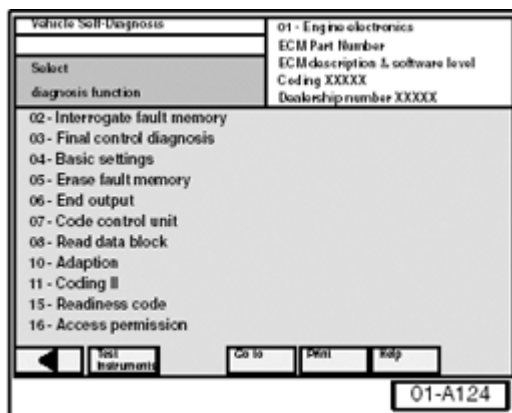 Vehicle Self-Diagnosis
01 - Engine electronics
ECM Part Number
ECM description & software level
Coding XXXXX
Dealership number XXXXX
Select
diagnosis function
02 - Interrogate fault memory
03 - Final control diagnosis
04 - Basic settings
05 - Erase fault memory
06 - End output
07 - Code control unit
08 - Read data block
10 - Adaption
11 - Coding II
15 - Readiness code
16 - Access permission
Test
Instruments
Go to
Print
Help
01-A124